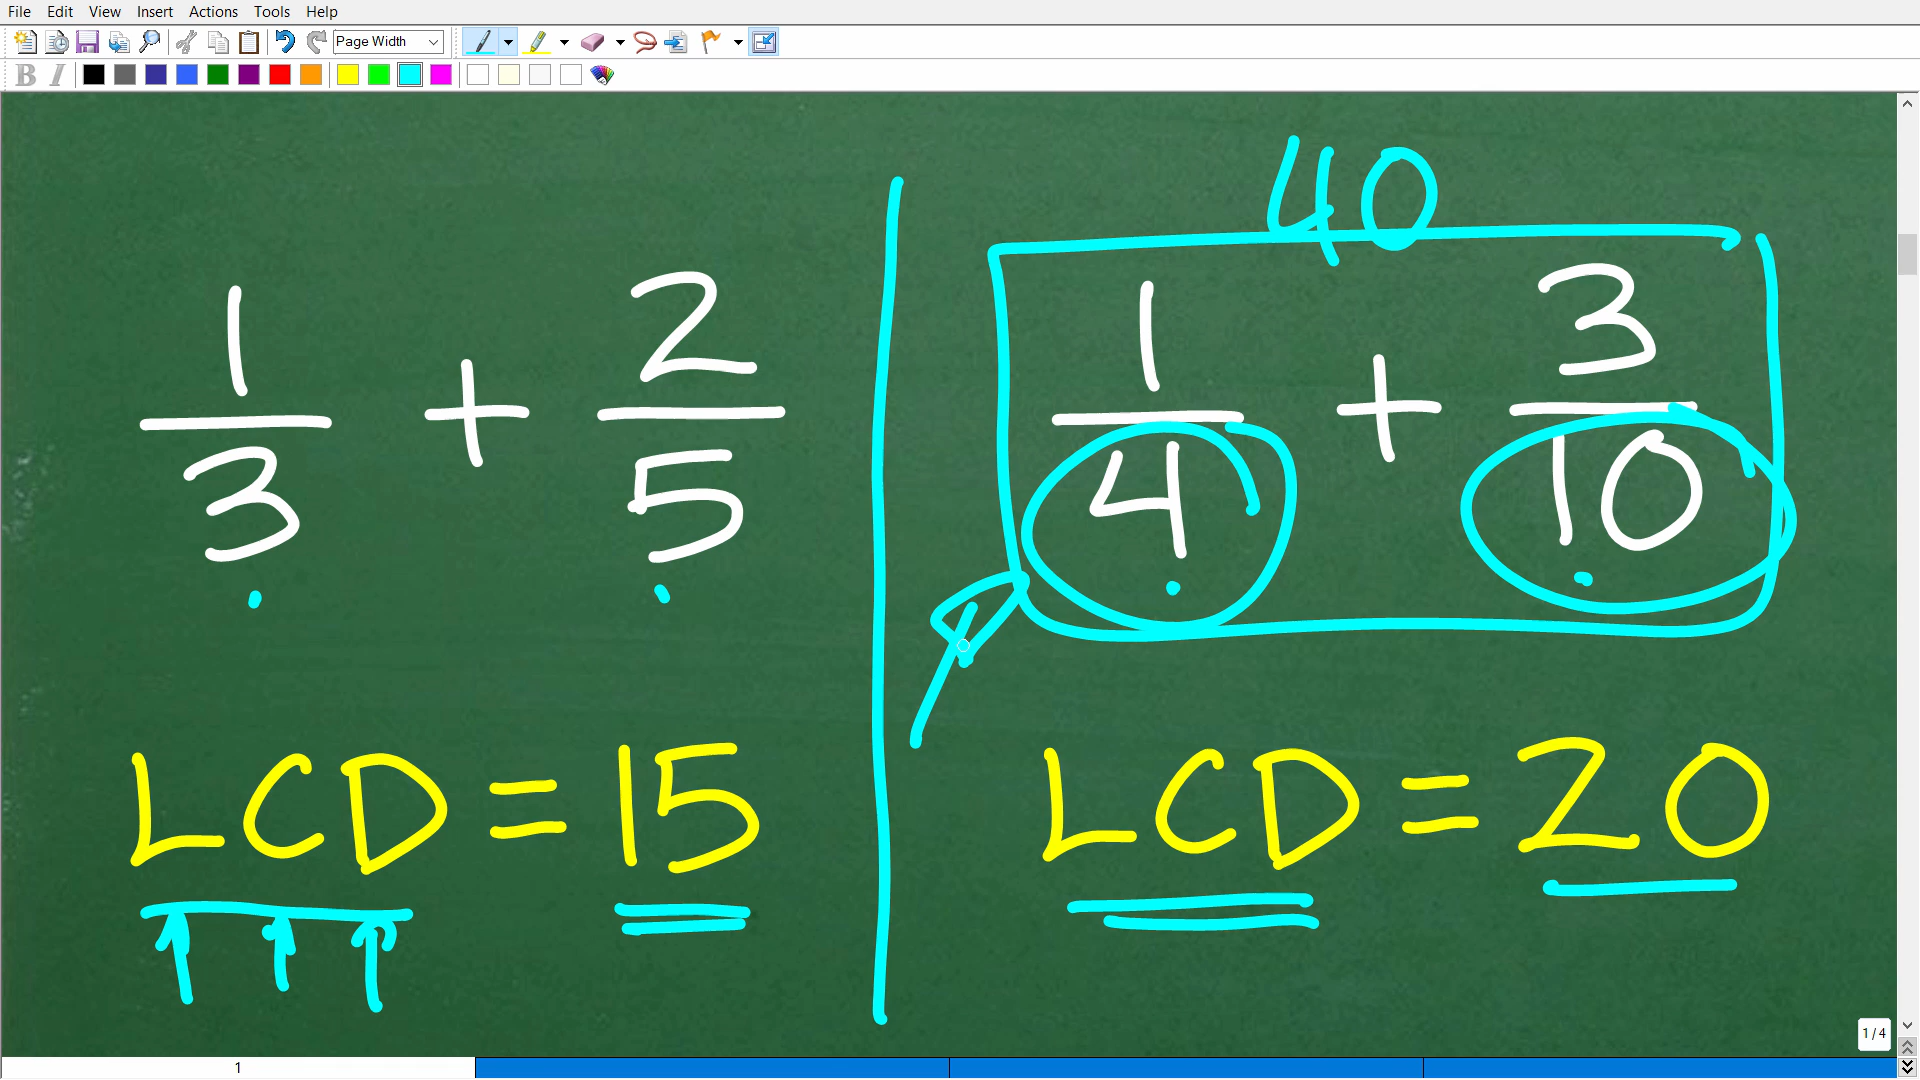 File Edit View Insert Actions Tools Help
Page Width
B I
40
1/3 + 2/5
1/4 + 3/10
LCD = 15
LCD = 20
1/4
1